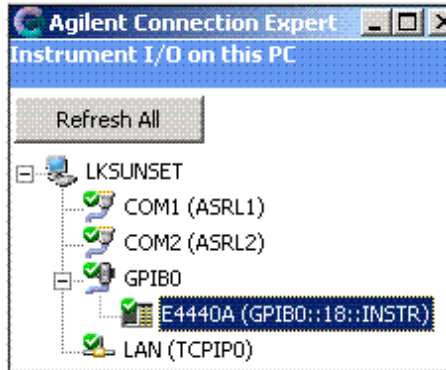 Agilent Connection Expert
Instrument I/O on this PC
Refresh All
LKSUNSET
COM1 (ASRL1)
COM2 (ASRL2)
GPIB0
E4440A (GPIB0::18::INSTR)
LAN (TCPIP0)